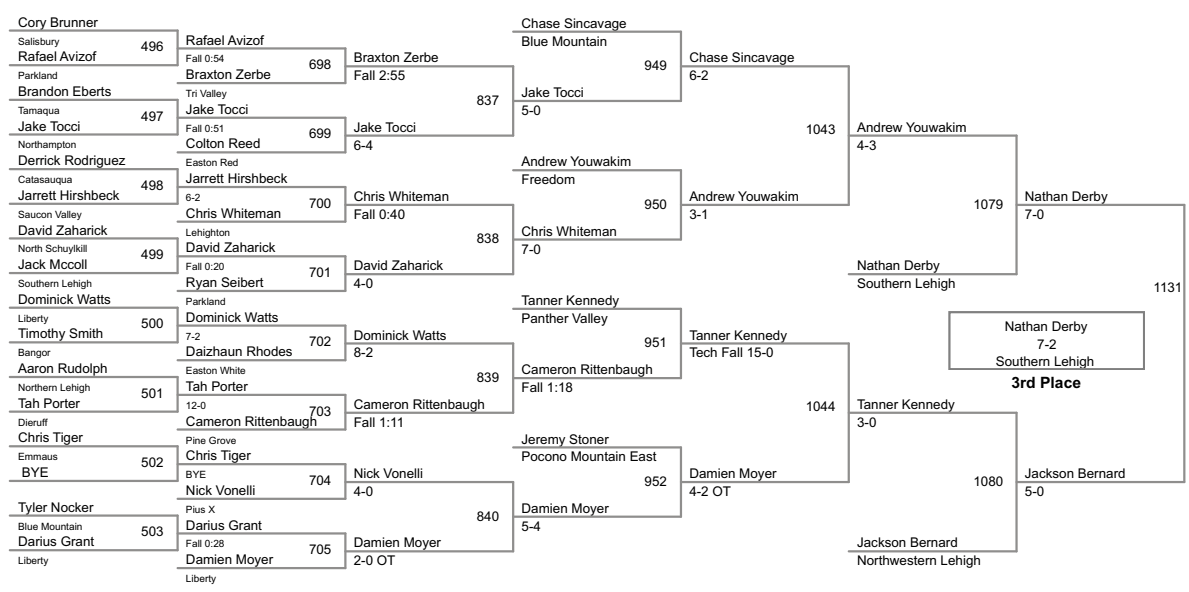 Cory Brunner
Salisbury
496
Rafael Avizof
Parkland
Brandon Eberts
Tamaqua
497
Jake Tocci
Northampton
Derrick Rodriguez
Catasauqua
498
Jarrett Hirshbeck
Saucon Valley
David Zaharick
North Schuylkill
499
Jack Mccoll
Southern Lehigh
Dominick Watts
Liberty
500
Timothy Smith
Bangor
Aaron Rudolph
Northern Lehigh
501
Tah Porter
Dieruff
Chris Tiger
Emmaus
502
BYE
Tyler Nocker
Blue Mountain
503
Darius Grant
Liberty
Rafael Avizof
Fall 0:54
698
Braxton Zerbe
Tri Valley
Jake Tocci
Fall 0:51
699
Colton Reed
Easton Red
Jarrett Hirshbeck
6-2
700
Chris Whiteman
Lehighton
David Zaharick
Fall 0:20
701
Ryan Seibert
Parkland
Dominick Watts
7-2
702
Daizhaun Rhodes
Easton White
Tah Porter
12-0
703
Cameron Rittenbaugh
Pine Grove
Chris Tiger
BYE
704
Nick Vonelli
Pius X
Darius Grant
Fall 0:28
705
Damien Moyer
Liberty
Braxton Zerbe
Fall 2:55
837
Jake Tocci
6-4
Chris Whiteman
Fall 0:40
838
David Zaharick
4-0
Dominick Watts
8-2
839
Cameron Rittenbaugh
Fall 1:11
Nick Vonelli
4-0
840
Damien Moyer
2-0 OT
Chase Sincavage
Blue Mountain
949
Jake Tocci
5-0
Andrew Youwakim
Freedom
950
Chris Whiteman
7-0
Tanner Kennedy
Panther Valley
951
Cameron Rittenbaugh
Fall 1:18
Jeremy Stoner
Pocono Mountain East
952
Damien Moyer
5-4
Chase Sincavage
6-2
1043
Andrew Youwakim
3-1
Tanner Kennedy
Tech Fall 15-0
1044
Damien Moyer
4-2 OT
Andrew Youwakim
4-3
1079
Nathan Derby
Southern Lehigh
Tanner Kennedy
3-0
1080
Jackson Bernard
Northwestern Lehigh
Nathan Derby
7-0
1131
Jackson Bernard
5-0
Nathan Derby
7-2
Southern Lehigh
3rd Place